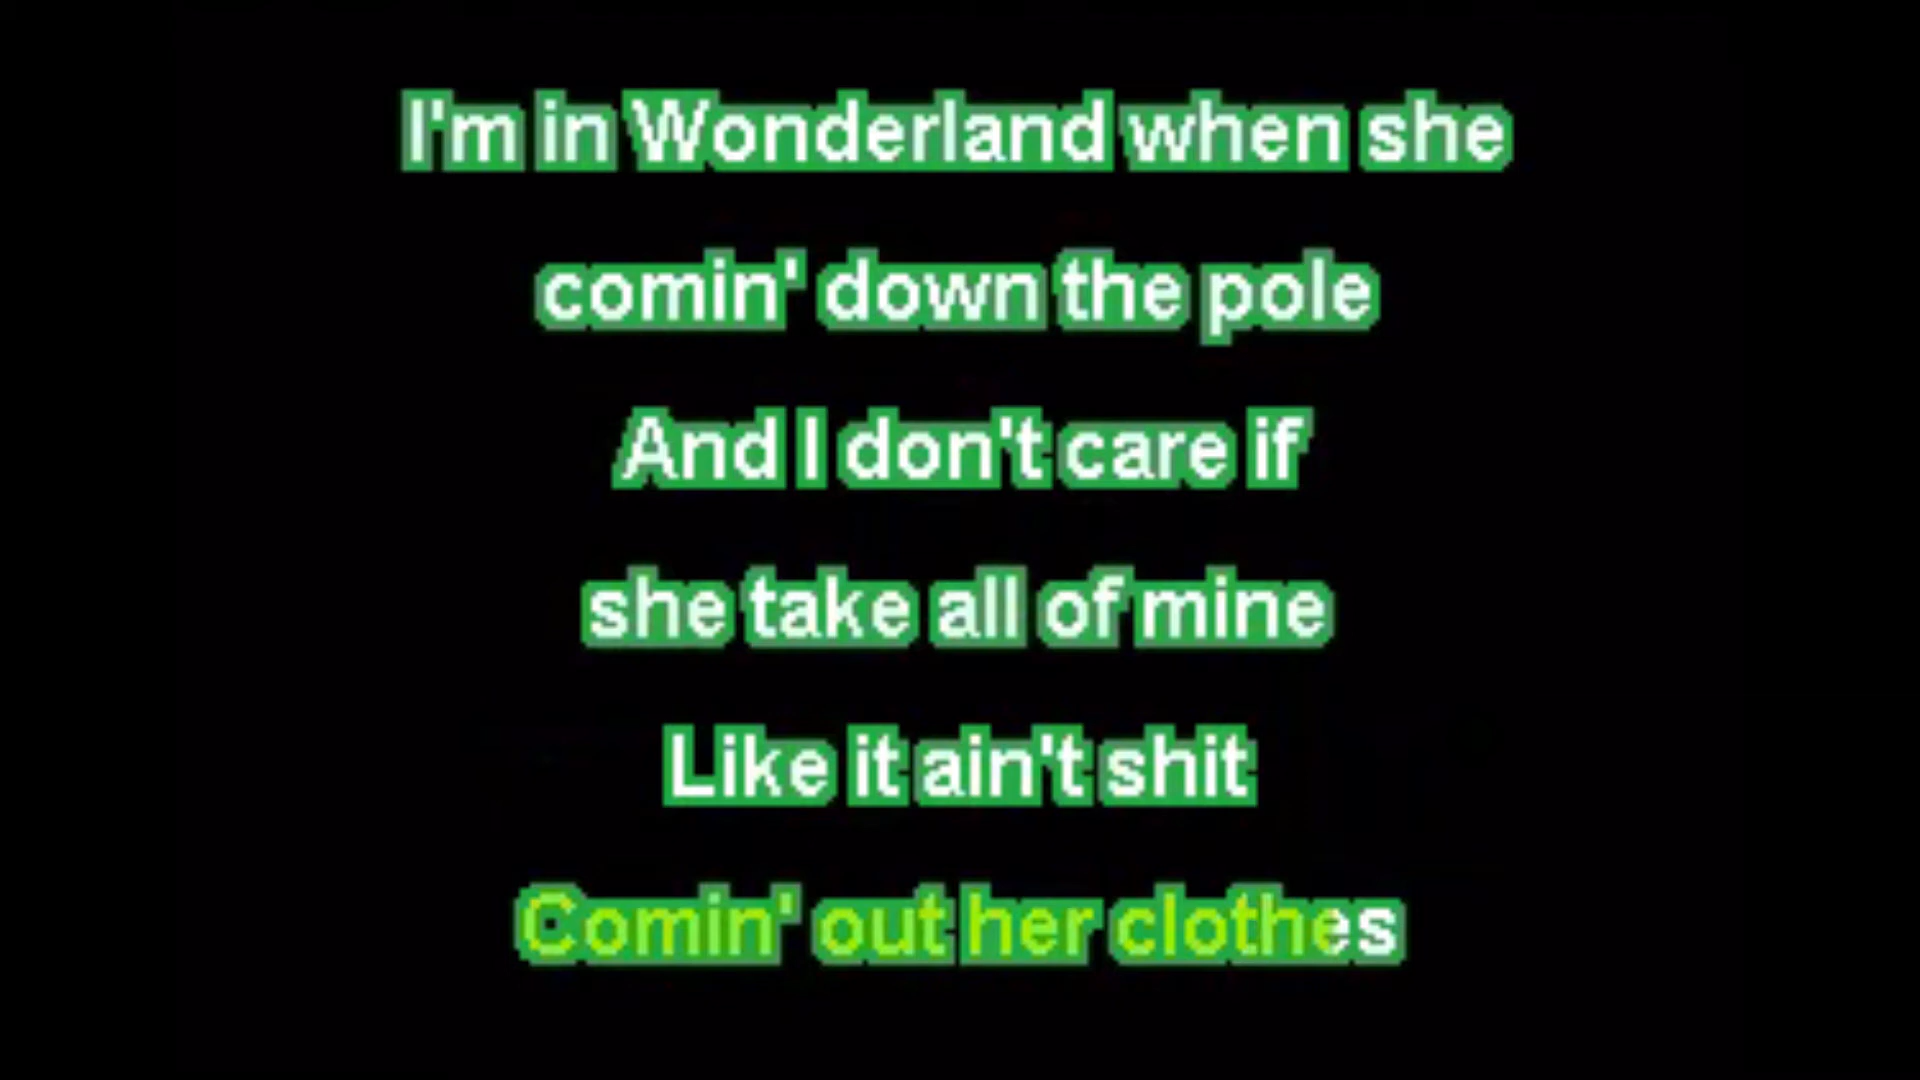 I'm in Wonderland when she
comin' down the pole
And I don't care if
she take all of mine
Like it ain't shit
Comin' out her clothes